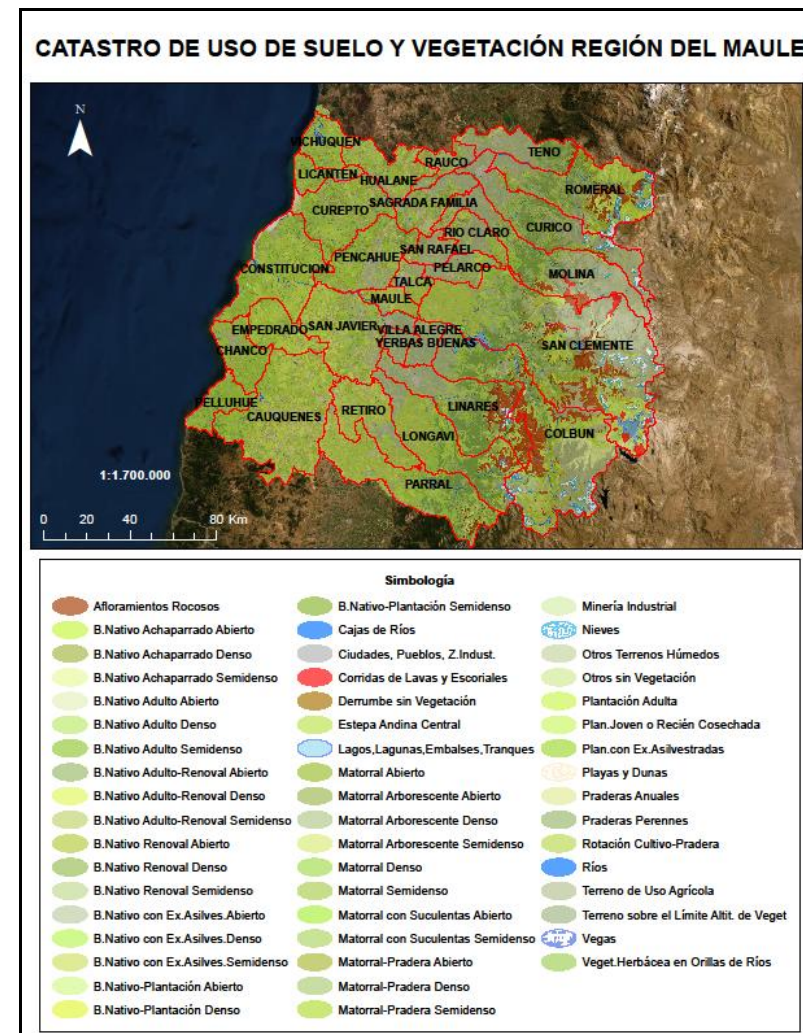 CATASTRO DE USO DE SUELO Y VEGETACIÓN REGIÓN DEL MAULE
N
VICHUQUEN
TENO
RAUCO
LICANTEN
HUALANE
ROMERAL
SAGRADA FAMILIA
CUREPTO
RIO CLARO
CURICO
SAN RAFAEL
PENCAHUE
PELARCO
CONSTITUCION
MOLINA
TALCA
MAULE
EMPEDRADO
SAN JAVIER
VILLA ALEGRE
YERBAS BUENAS
SAN CLEMENTE
CHANCO
PELLUHUE
CAUQUENES
RETIRO
LINARES
LONGAVI
COLBUN
PARRAL
1:1.700.000
0 20 40 80 Km
Simbología
Afloramientos Rocosos
B.Nativo Achaparrado Abierto
B.Nativo Achaparrado Denso
B.Nativo Achaparrado Semidenso
B.Nativo Adulto Abierto
B.Nativo Adulto Denso
B.Nativo Adulto Semidenso
B.Nativo Adulto-Renoval Abierto
B.Nativo Adulto-Renoval Denso
B.Nativo Adulto-Renoval Semidenso
B.Nativo Renoval Abierto
B.Nativo Renoval Denso
B.Nativo Renoval Semidenso
B.Nativo con Ex.Asilves.Abierto
B.Nativo con Ex.Asilves.Denso
B.Nativo con Ex.Asilves.Semidenso
B.Nativo-Plantación Abierto
B.Nativo-Plantación Denso
B.Nativo-Plantación Semidenso
Cajas de Ríos
Ciudades, Pueblos, Z.Indust.
Corridas de Lavas y Escoriales
Derrumbe sin Vegetación
Estepa Andina Central
Lagos,Lagunas,Embalses,Tranques
Matorral Abierto
Matorral Arborescente Abierto
Matorral Arborescente Denso
Matorral Arborescente Semidenso
Matorral Denso
Matorral Semidenso
Matorral con Suculentas Abierto
Matorral con Suculentas Semidenso
Matorral-Pradera Abierto
Matorral-Pradera Denso
Matorral-Pradera Semidenso
Minería Industrial
Nieves
Otros Terrenos Húmedos
Otros sin Vegetación
Plantación Adulta
Plan.Joven o Recién Cosechada
Plan.con Ex.Asilvestradas
Playas y Dunas
Praderas Anuales
Praderas Perennes
Rotación Cultivo-Pradera
Ríos
Terreno de Uso Agrícola
Terreno sobre el Límite Altit. de Veget
Vegas
Veget.Herbácea en Orillas de Ríos